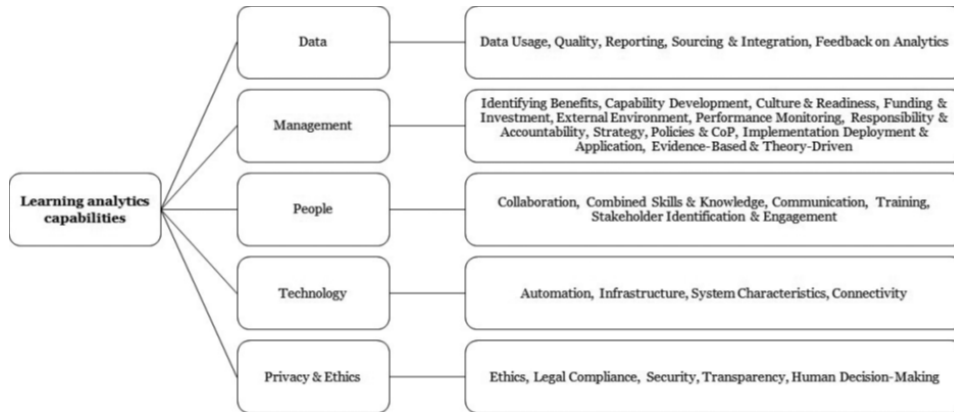 Learning analytics
capabilities
Data
Data Usage, Quality, Reporting, Sourcing & Integration, Feedback on Analytics
Management
Identifying Benefits, Capability Development, Culture & Readiness, Funding &
Investment, External Environment, Performance Monitoring, Responsibility &
Accountability, Strategy, Policies & CoP, Implementation Deployment &
Application, Evidence-Based & Theory-Driven
People
Collaboration, Combined Skills & Knowledge, Communication, Training,
Stakeholder Identification & Engagement
Technology
Automation, Infrastructure, System Characteristics, Connectivity
Privacy & Ethics
Ethics, Legal Compliance, Security, Transparency, Human Decision-Making